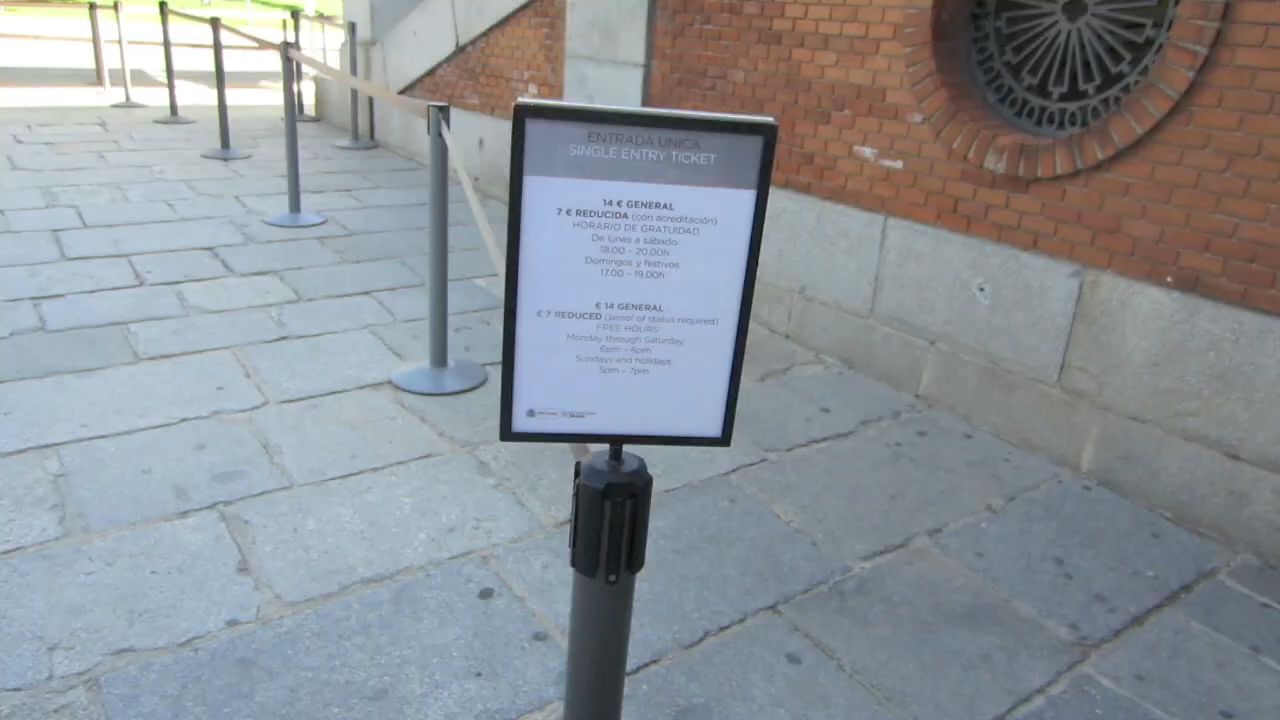 ENTRADA ÚNICA
SINGLE ENTRY TICKET
14 € GENERAL
7 € REDUCIDA (con acreditación)
HORARIO DE GRATUIDAD
De lunes a sábado:
18.00 – 20.00h
Domingos y festivos:
17.00 – 19.00h
€ 14 GENERAL
€ 7 REDUCED (proof of status required)
FREE HOURS:
Monday through Saturday:
6pm – 8pm
Sundays and holidays:
5pm – 7pm